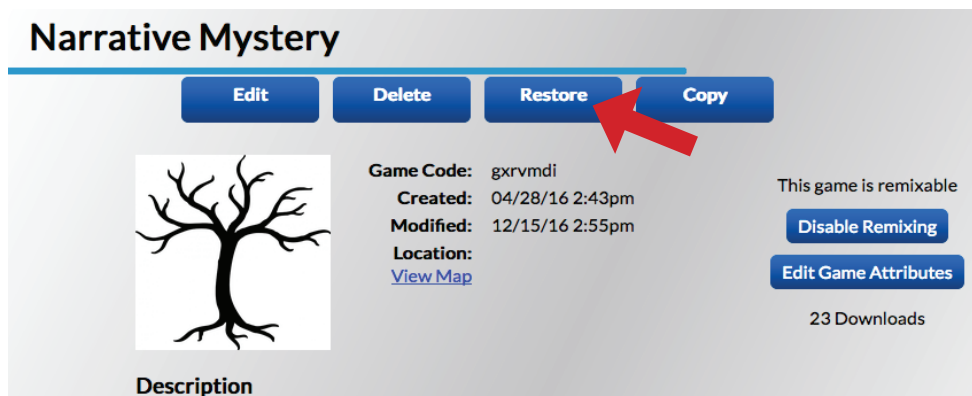 Narrative Mystery
Edit Delete Restore Copy
Game Code: gxrvmdi
Created: 04/28/16 2:43pm
Modified: 12/15/16 2:55pm
Location:
View Map
This game is remixable
Disable Remixing
Edit Game Attributes
23 Downloads
Description